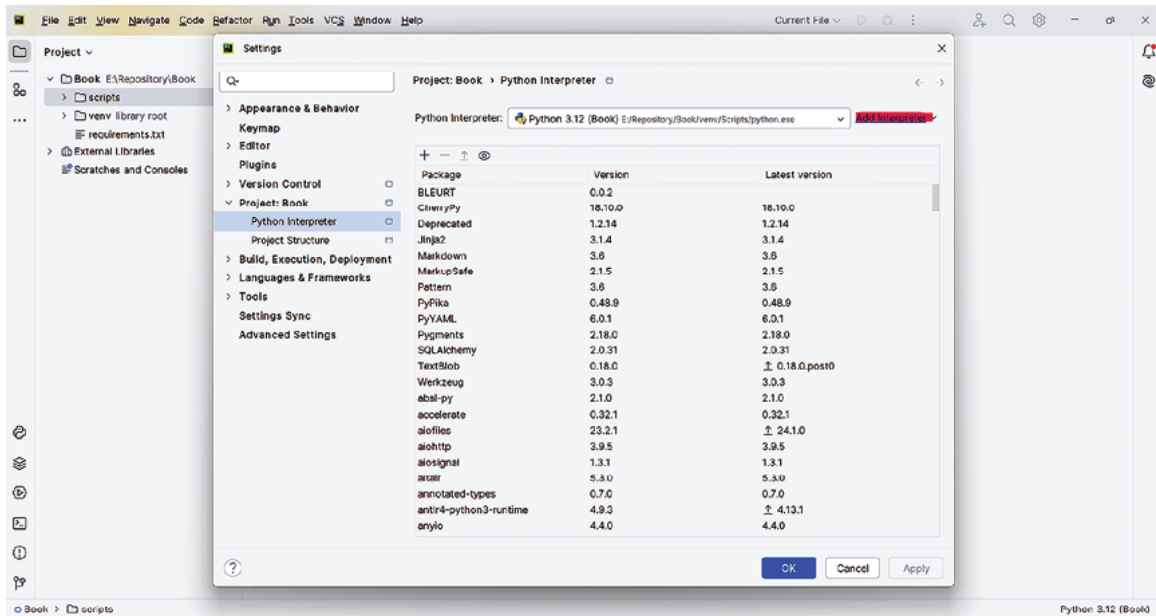 File Edit View Navigate Code Refactor Run Tools VCS Window Help
Current File
Project
Book E:\Repository\Book
scripts
venv library root
requirements.txt
External Libraries
Scratches and Consoles
Settings
Appearance & Behavior
Keymap
Editor
Plugins
Version Control
Project: Book
Python Interpreter
Project Structure
Build, Execution, Deployment
Languages & Frameworks
Tools
Settings Sync
Advanced Settings
Project: Book › Python Interpreter
Python Interpreter: Python 3.12 (Book) E:/Repository/Book/venv/Scripts/python.exe Add Interpreter
Package Version Latest version
BLEURT 0.0.2
CherryPy 18.10.0 18.10.0
Deprecated 1.2.14 1.2.14
Jinja2 3.1.4 3.1.4
Markdown 3.6 3.6
MarkupSafe 2.1.5 2.1.5
Pattern 3.6 3.6
PyPika 0.48.9 0.48.9
PyYAML 6.0.1 6.0.1
Pygments 2.18.0 2.18.0
SQLAlchemy 2.0.31 2.0.31
TextBlob 0.18.0 0.18.0.post0
Werkzeug 3.0.3 3.0.3
absl-py 2.1.0 2.1.0
accelerate 0.32.1 0.32.1
aiofiles 23.2.1 24.1.0
aiohttp 3.9.5 3.9.5
aiosignal 1.3.1 1.3.1
altair 5.3.0 5.3.0
annotated-types 0.7.0 0.7.0
antlr4-python3-runtime 4.9.3 4.13.1
anyio 4.4.0 4.4.0
? OK Cancel Apply
Book > scripts
Python 3.12 (Book)